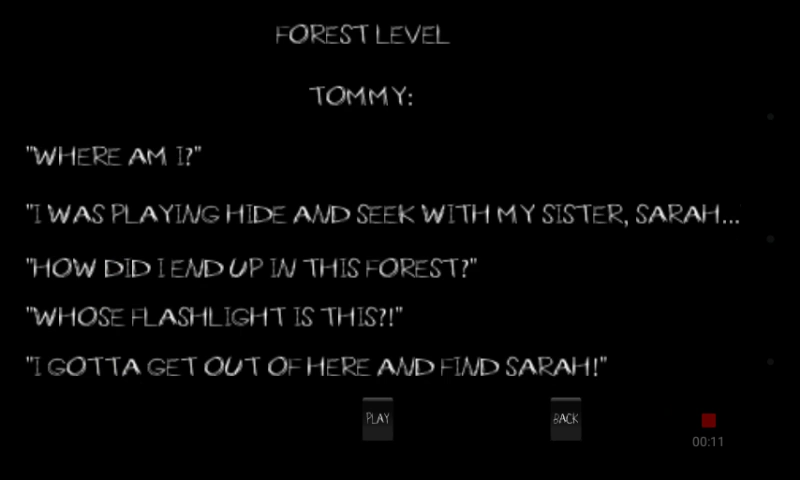 FOREST LEVEL
TOMMY:
"WHERE AM I?"
"I WAS PLAYING HIDE AND SEEK WITH MY SISTER, SARAH...
"HOW DID I END UP IN THIS FOREST?"
"WHOSE FLASHLIGHT IS THIS?!"
"I GOTTA GET OUT OF HERE AND FIND SARAH!"
PLAY BACK
00:11